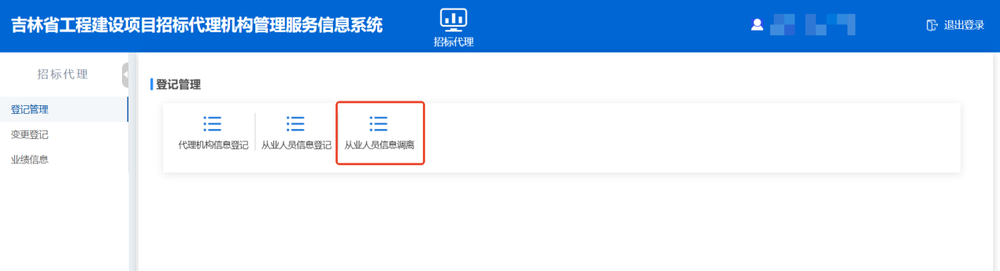 吉林省工程建设项目招标代理机构管理服务信息系统
招标代理
退出登录
招标代理
登记管理
变更登记
业绩信息
登记管理
代理机构信息登记
从业人员信息登记
从业人员信息调离